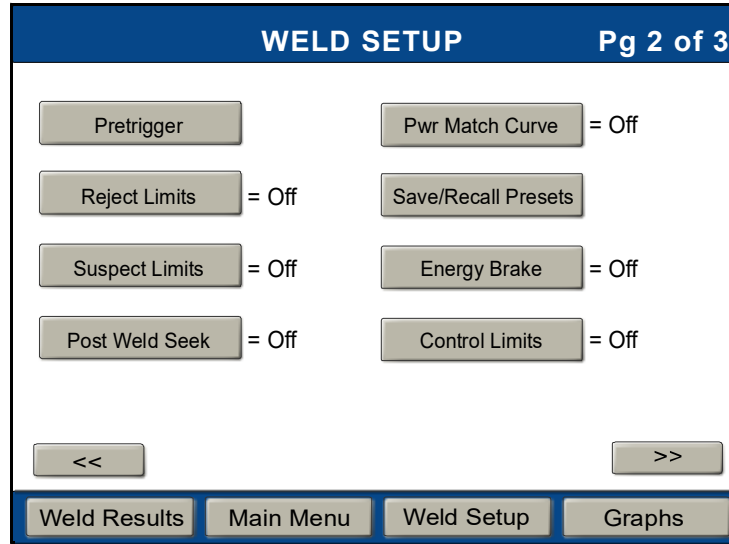 WELD SETUP Pg 2 of 3
Pretrigger Pwr Match Curve = Off
Reject Limits = Off Save/Recall Presets
Suspect Limits = Off Energy Brake = Off
Post Weld Seek = Off Control Limits = Off
<< >>
Weld Results Main Menu Weld Setup Graphs